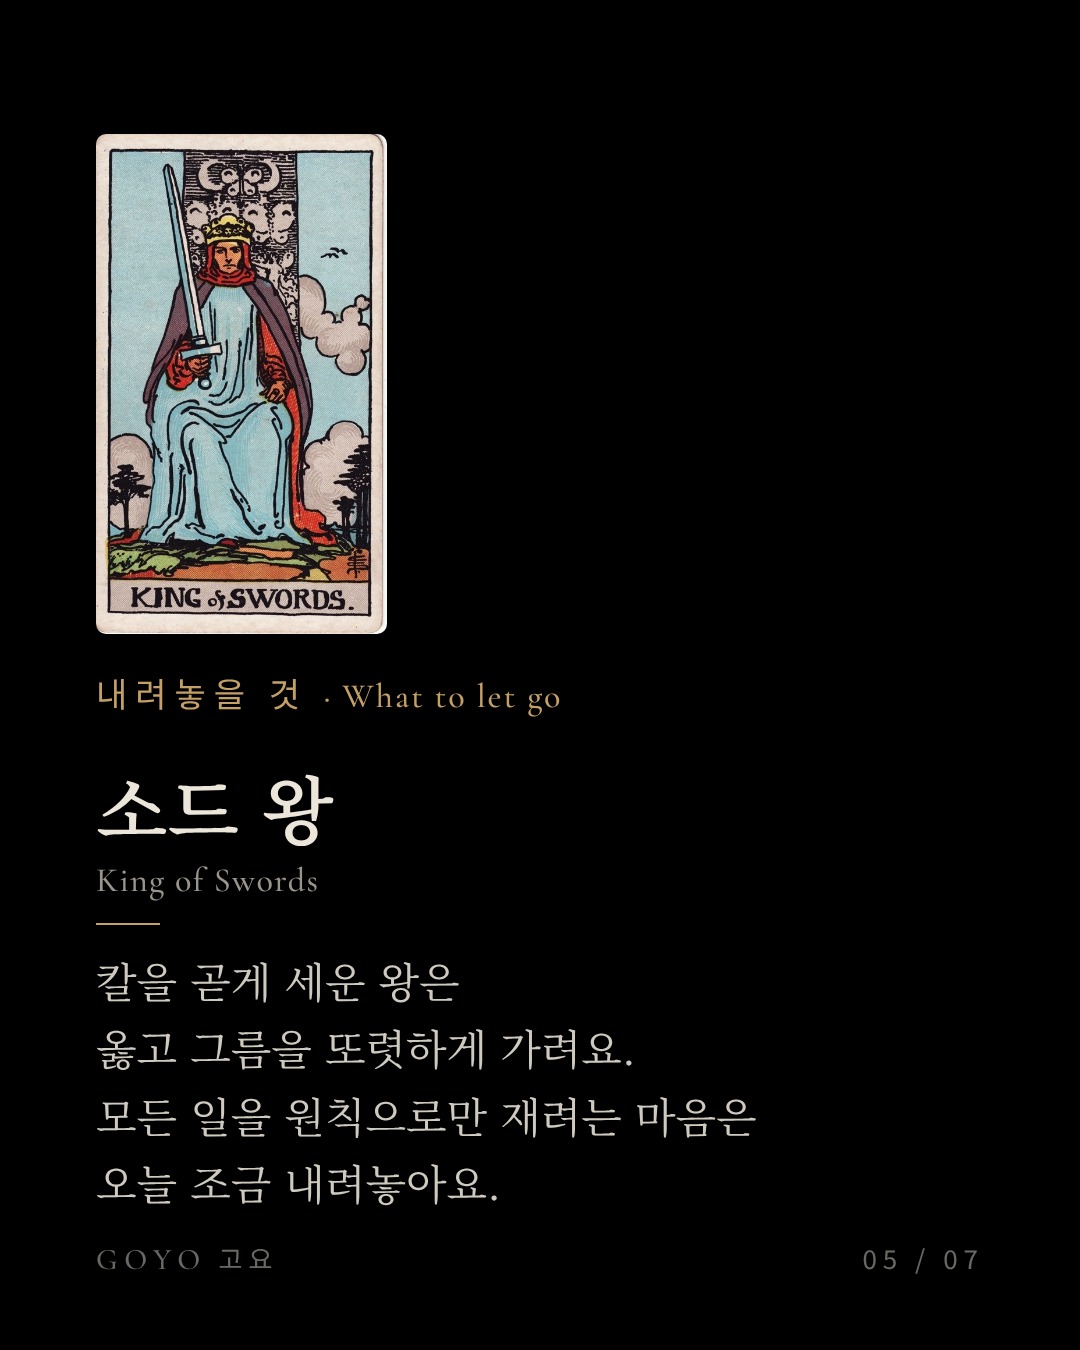 KING of SWORDS.
내려놓을 것 · What to let go
소드 왕
King of Swords
칼을 곧게 세운 왕은
옳고 그름을 또렷하게 가려요.
모든 일을 원칙으로만 재려는 마음은
오늘 조금 내려놓아요.
GOYO 고요
05 / 07